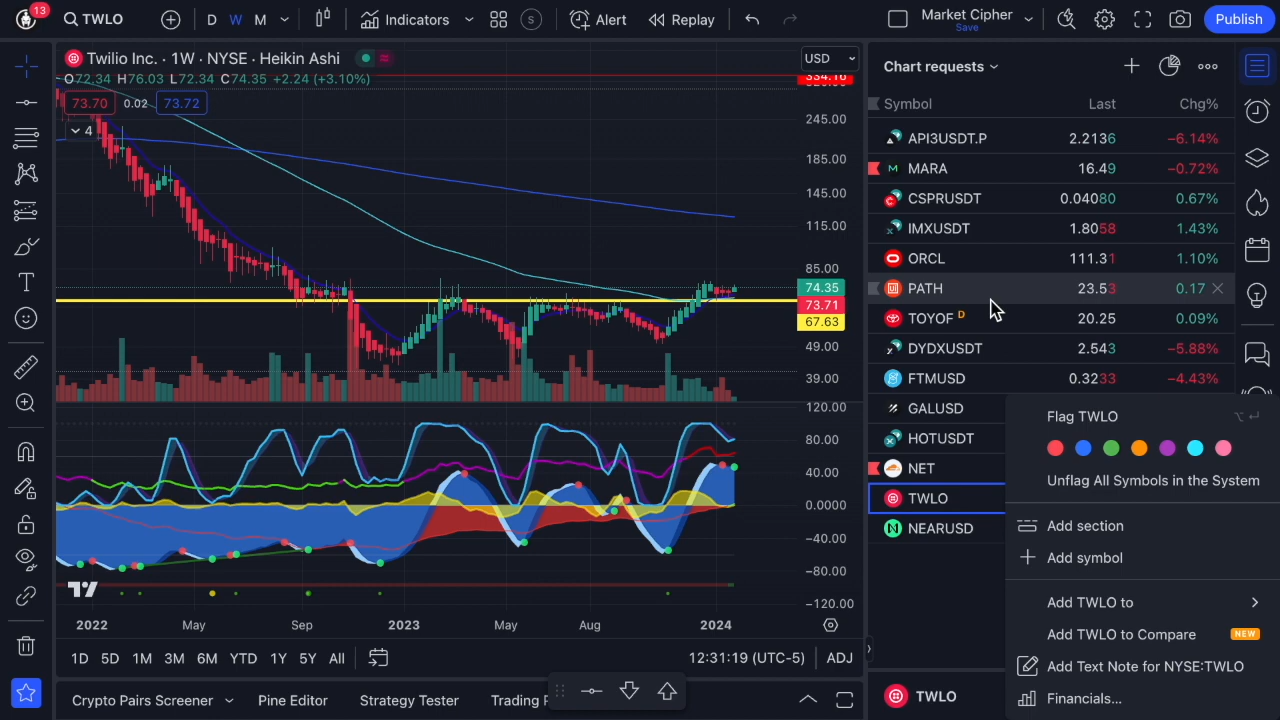 13
TWLO
D
W
M
Indicators
S
Alert
Replay
Market Cipher
Save
Publish
Twilio Inc. · 1W · NYSE · Heikin Ashi
O72.34 H76.03 L72.34 C74.35 +2.24 (+3.10%)
73.70
0.02
73.72
4
USD
334.16
245.00
185.00
145.00
115.00
85.00
74.35
73.71
67.63
49.00
39.00
120.00
80.00
40.00
0.0000
−40.00
−80.00
−120.00
2022
May
Sep
2023
May
Aug
2024
1D
5D
1M
3M
6M
YTD
1Y
5Y
All
12:31:19 (UTC-5)
ADJ
Crypto Pairs Screener
Pine Editor
Strategy Tester
Chart requests
Symbol Last Chg%
API3USDT.P 2.2136 −6.14%
MARA 16.49 −0.72%
CSPRUSDT 0.04080 0.67%
IMXUSDT 1.8058 1.43%
ORCL 111.31 1.10%
PATH 23.53 0.17
TOYOF D 20.25 0.09%
DYDXUSDT 2.543 −5.88%
FTMUSD 0.3233 −4.43%
GALUSD
HOTUSDT
NET
TWLO
NEARUSD
Flag TWLO
Unflag All Symbols in the System
Add section
Add symbol
Add TWLO to
Add TWLO to Compare NEW
Add Text Note for NYSE:TWLO
Financials...
TWLO